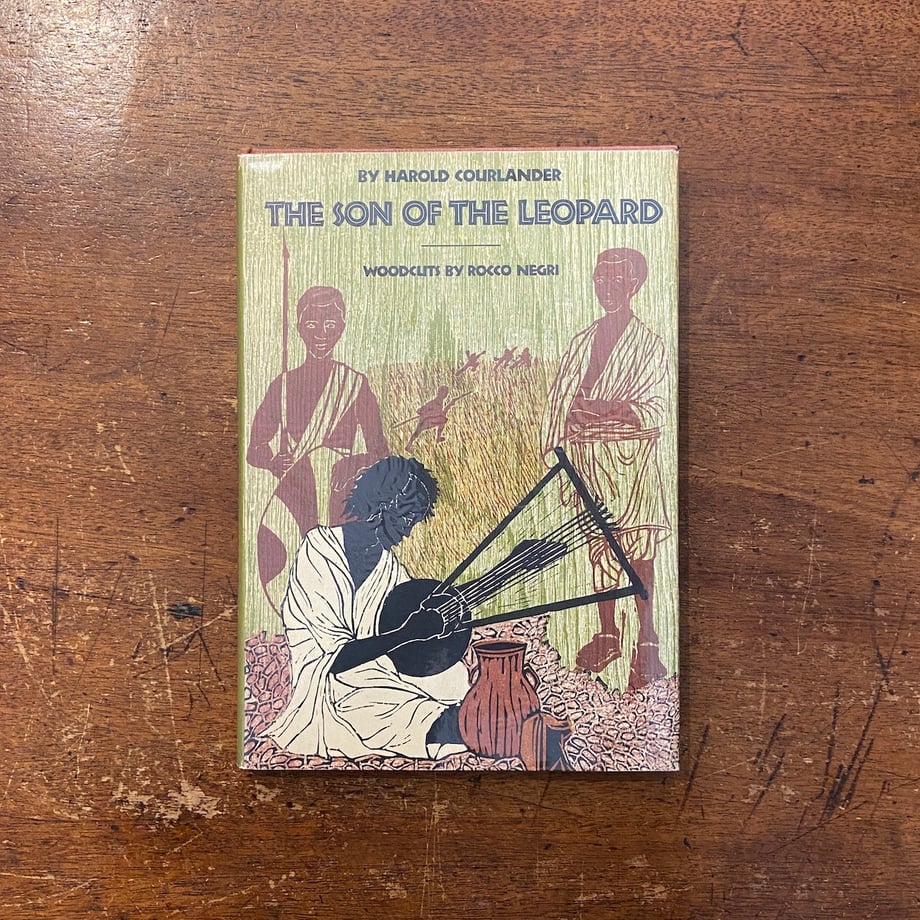 BY HAROLD COURLANDER
THE SON OF THE LEOPARD
WOODCUTS BY ROCCO NEGRI